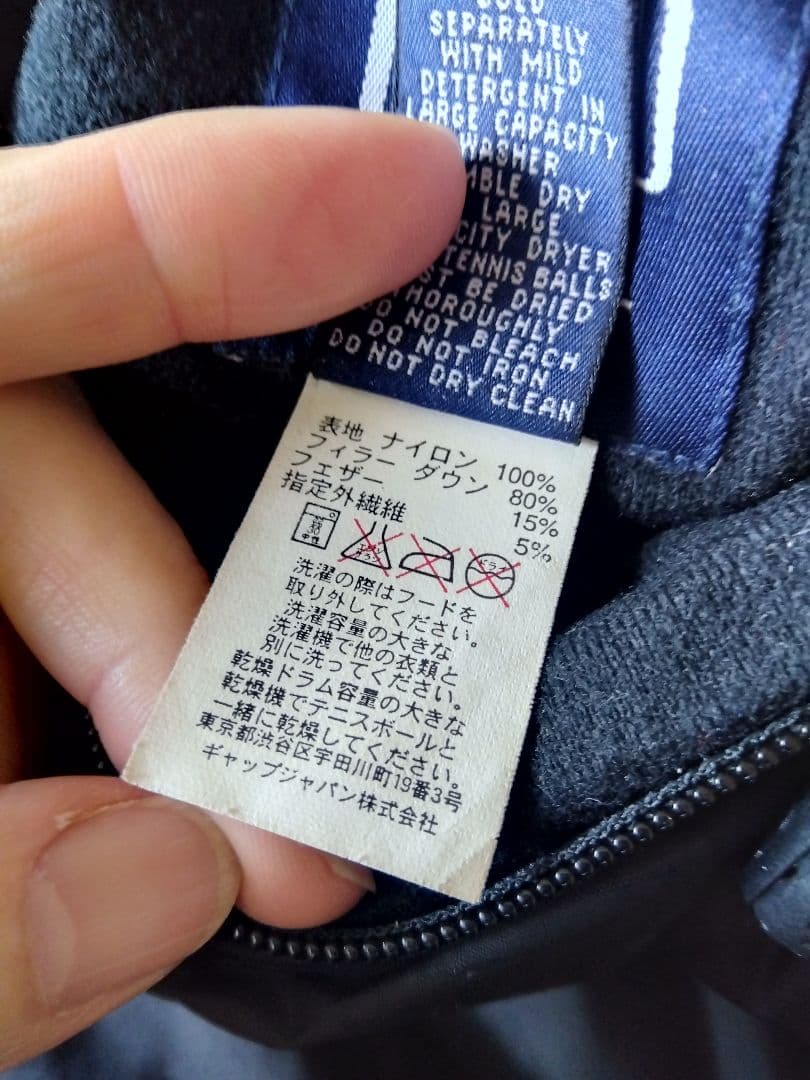 SEPARATELY
WITH MILD
DETERGENT IN
LARGE CAPACITY
WASHER
DRY
LARGE
DRYER
TENNIS BALLS
BE DRIED
THOROUGHLY
DO NOT BLEACH
DO NOT IRON
DO NOT DRY CLEAN
表地 ナイロン 100%
フィラー ダウン 80%
フェザー 15%
指定外繊維 5%
中性
洗濯の際はフードを
取り外してください。
洗濯容量の大きな
洗濯機で他の衣類と
別に洗ってください。
乾燥ドラム容量の大きな
乾燥機でテニスボールと
一緒に乾燥してください。
東京都渋谷区宇田川町19番3号
ギャップジャパン株式会社